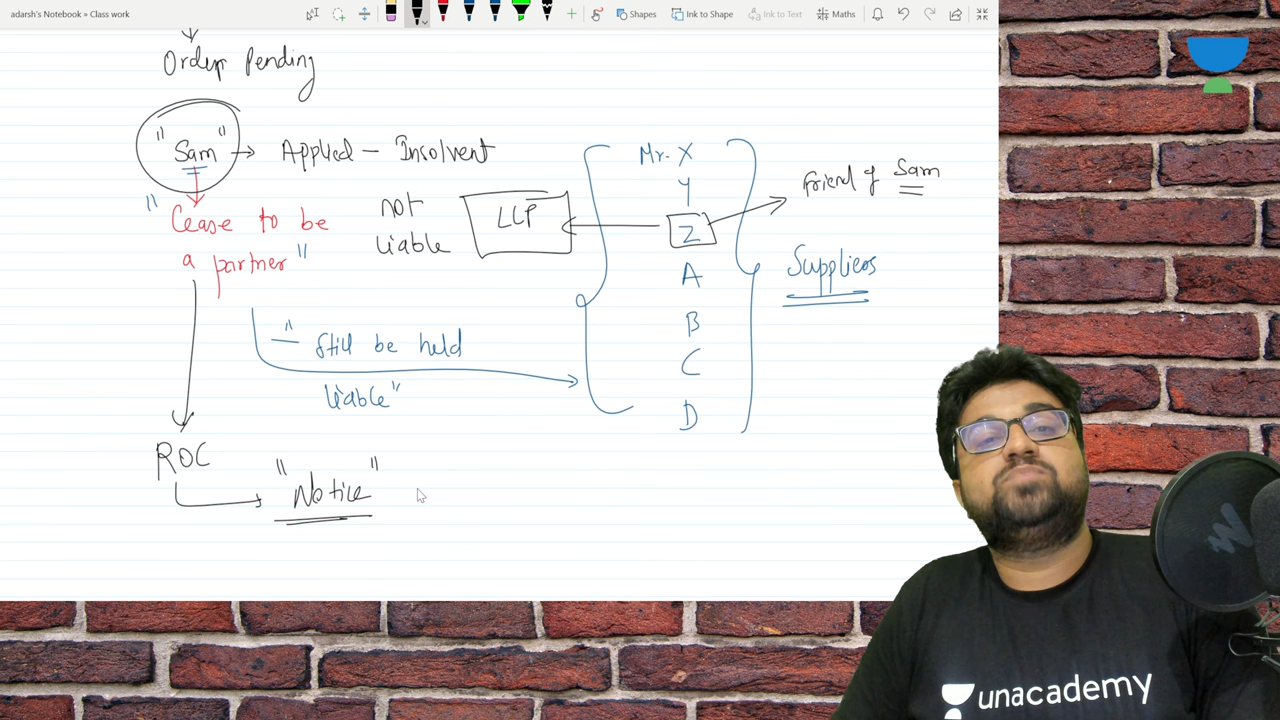 adarsh's Notebook » Class work
Shapes
Ink to Shape
Ink to Text
Maths
Order Pending
"Sam" → Applied - Insolvent
" Cease to be
a partner"
not
liable
LLP
Mr. X
Y
Z
A
B
C
D
Friend of Sam
Suppliers
" Still be held
liable"
ROC
"Notice"
unacademy